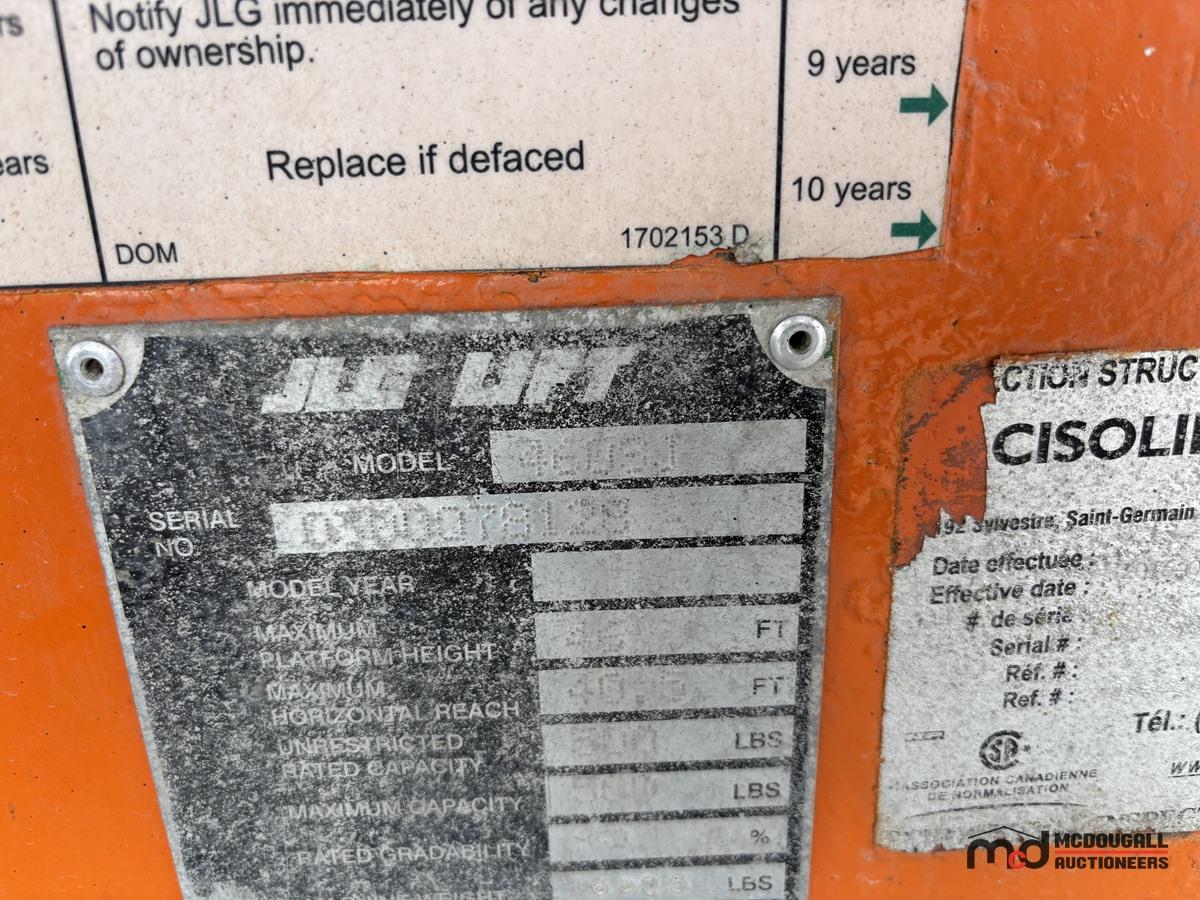 rs
Notify JLG immediately of any changes
of ownership.
9 years
ears
Replace if defaced
10 years
DOM
1702153 D
JLG LIFT
MODEL
SERIAL
NO.
MODEL YEAR
MAXIMUM
PLATFORM HEIGHT
FT
MAXIMUM
HORIZONTAL REACH
FT
UNRESTRICTED
RATED CAPACITY
LBS
MAXIMUM CAPACITY
LBS
RATED GRADABILITY
%
LBS
CTION STRUC
CISOLI
192 Sylvestre, Saint-Germain
Date effectuée :
Effective date :
# de série :
Serial # :
Réf. # :
Ref. # :
Tél.: (
ASSOCIATION CANADIENNE
DE NORMALISATION
mcd MCDOUGALL
AUCTIONEERS